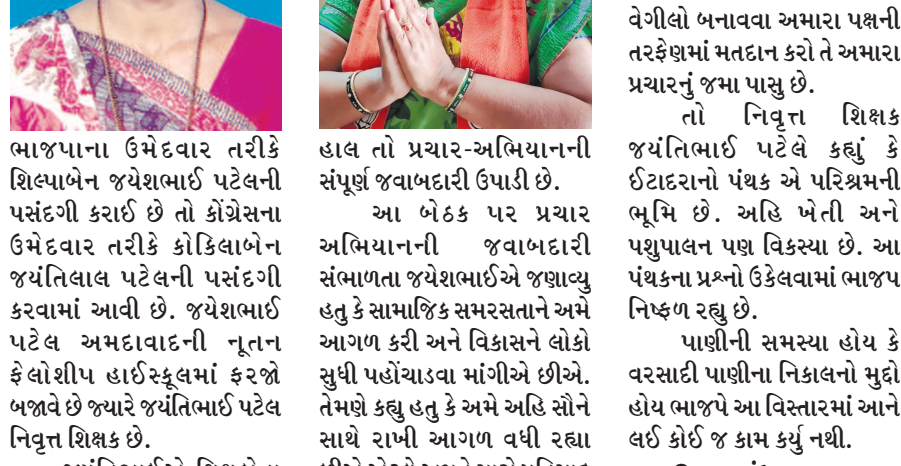 ભાજપાના ઉમેદવાર તરીકે
શિલ્પાબેન જયેશભાઈ પટેલની
પસંદગી કરાઈ છે તો કોંગ્રેસના
ઉમેદવાર તરીકે કોકિલાબેન
જયંતિલાલ પટેલની પસંદગી
કરવામાં આવી છે. જયેશભાઈ
પટેલ અમદાવાદની નૂતન
ફેલોશીપ હાઈસ્કૂલમાં ફરજો
બજાવે છે જ્યારે જયંતિભાઈ પટેલ
નિવૃત્ત શિક્ષક છે.
હાલ તો પ્રચાર-અભિયાનની
સંપૂર્ણ જવાબદારી ઉપાડી છે.
આ બેઠક પર પ્રચાર
અભિયાનની જવાબદારી
સંભાળતા જયેશભાઈએ જણાવ્યુ
હતુ કે સામાજિક સમરસતાને અમે
આગળ કરી અને વિકાસને લોકો
સુધી પહોંચાડવા માંગીએ છીએ.
તેમણે કહ્યુ હતુ કે અમે અહિ સૌને
સાથે રાખી આગળ વધી રહ્યા
વેગીલો બનાવવા અમારા પક્ષની
તરફેણમાં મતદાન કરો તે અમારા
પ્રચારનું જમા પાસુ છે.
તો નિવૃત્ત શિક્ષક
જયંતિભાઈ પટેલે કહ્યું કે
ઈટાદરાનો પંથક એ પરિશ્રમની
ભૂમિ છે. અહિ ખેતી અને
પશુપાલન પણ વિકસ્યા છે. આ
પંથકના પ્રશ્નો ઉકેલવામાં ભાજપ
નિષ્ફળ રહ્યુ છે.
પાણીની સમસ્યા હોય કે
વરસાદી પાણીના નિકાલનો મુદ્દો
હોય ભાજપે આ વિસ્તારમાં આને
લઈ કોઈ જ કામ કર્યુ નથી.